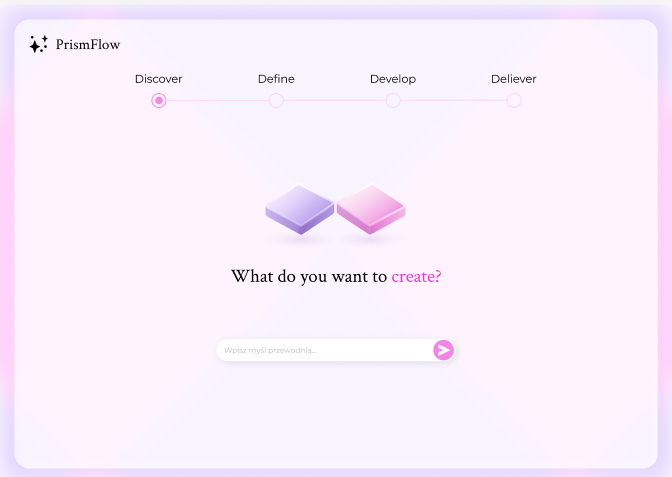 PrismFlow
Discover Define Develop Deliever
What do you want to create?
Wpisz myśl przewodnią...